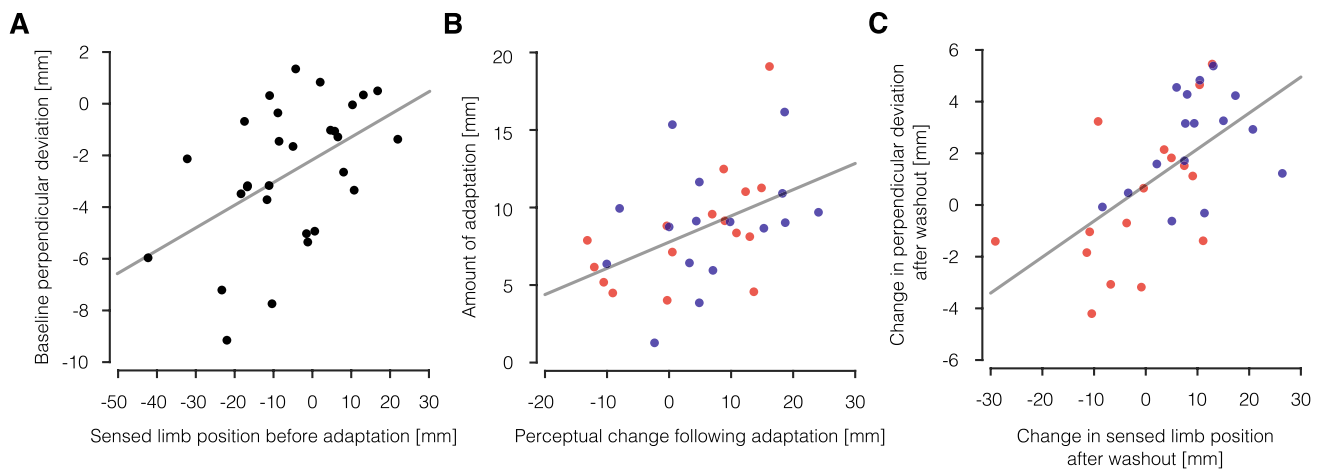 A
B
C
Baseline perpendicular deviation [mm]
2
0
-2
-4
-6
-8
-10
-50 -40 -30 -20 -10 0 10 20 30
Sensed limb position before adaptation [mm]
Amount of adaptation [mm]
20
15
10
5
0
-20 -10 0 10 20 30
Perceptual change following adaptation [mm]
Change in perpendicular deviation
after washout [mm]
6
4
2
0
-2
-4
-6
-30 -20 -10 0 10 20 30
Change in sensed limb position
after washout [mm]